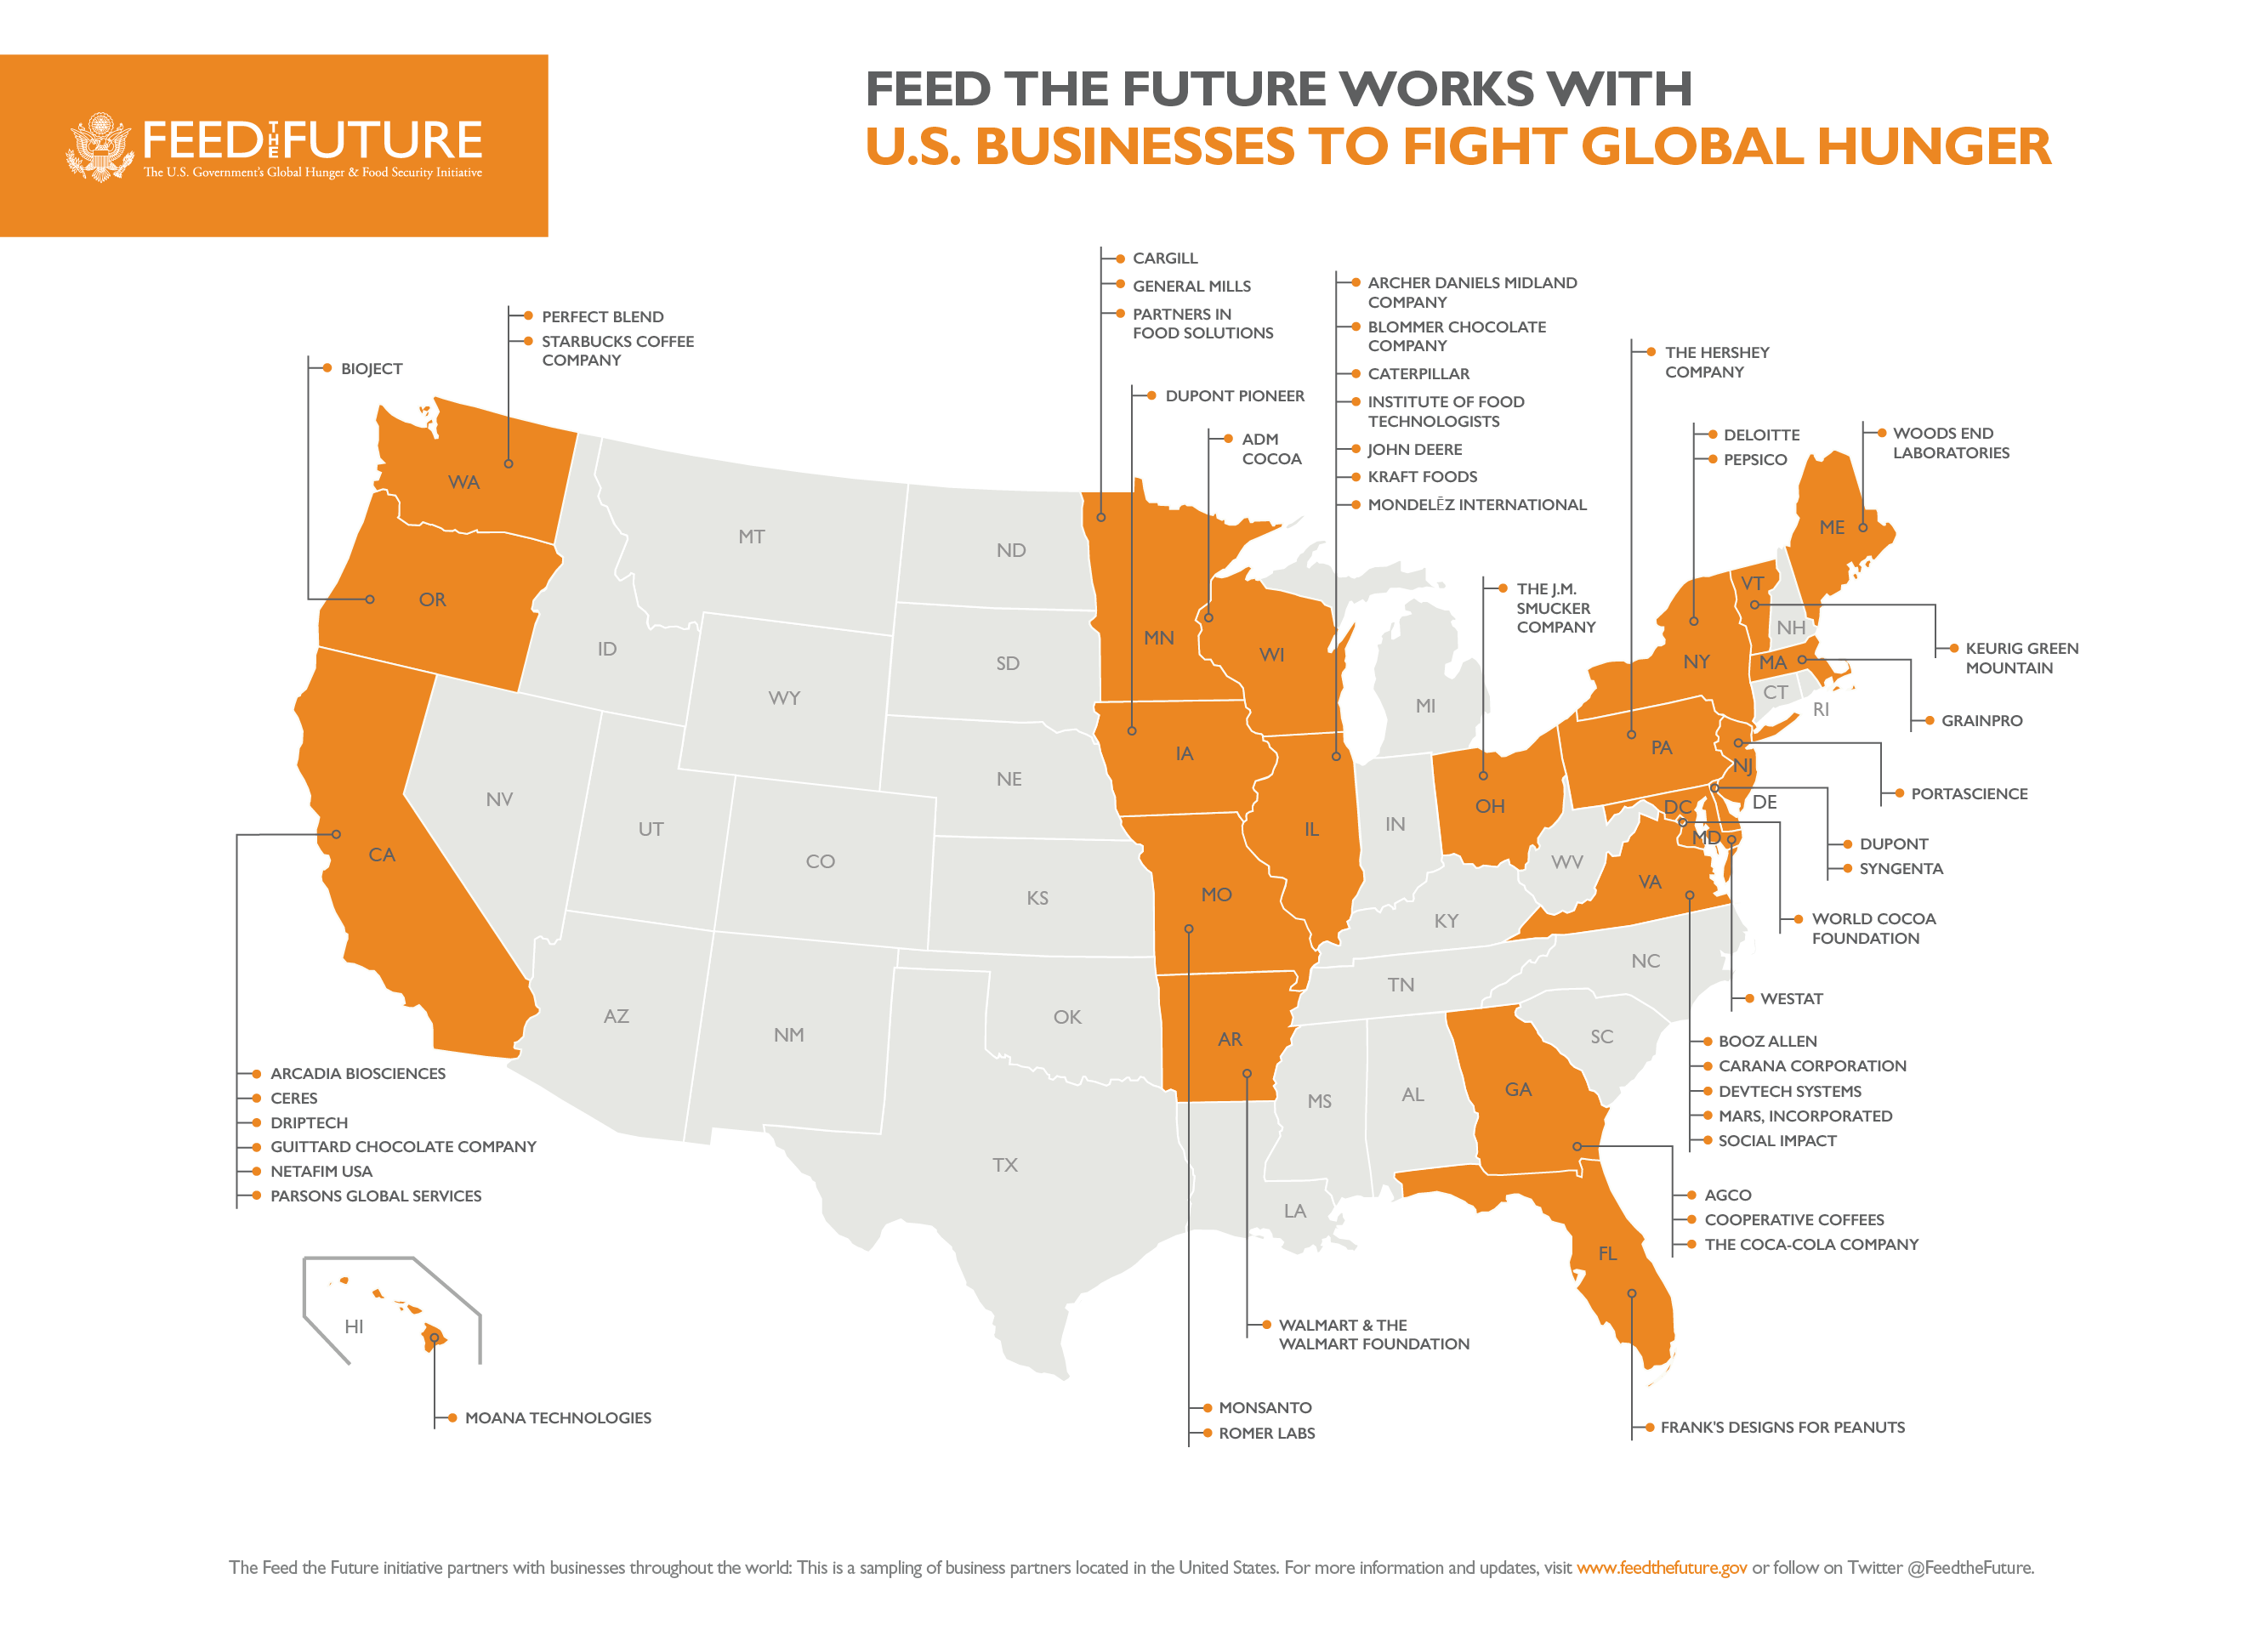 FEED THE FUTURE
The U.S. Government's Global Hunger & Food Security Initiative
FEED THE FUTURE WORKS WITH
U.S. BUSINESSES TO FIGHT GLOBAL HUNGER
BIOJECT
PERFECT BLEND
STARBUCKS COFFEE
COMPANY
CARGILL
GENERAL MILLS
PARTNERS IN
FOOD SOLUTIONS
DUPONT PIONEER
ADM
COCOA
ARCHER DANIELS MIDLAND
COMPANY
BLOMMER CHOCOLATE
COMPANY
CATERPILLAR
INSTITUTE OF FOOD
TECHNOLOGISTS
JOHN DEERE
KRAFT FOODS
MONDELĒZ INTERNATIONAL
THE J.M.
SMUCKER
COMPANY
THE HERSHEY
COMPANY
DELOITTE
PEPSICO
WOODS END
LABORATORIES
KEURIG GREEN
MOUNTAIN
GRAINPRO
PORTASCIENCE
DUPONT
SYNGENTA
WORLD COCOA
FOUNDATION
WESTAT
BOOZ ALLEN
CARANA CORPORATION
DEVTECH SYSTEMS
MARS, INCORPORATED
SOCIAL IMPACT
AGCO
COOPERATIVE COFFEES
THE COCA-COLA COMPANY
FRANK'S DESIGNS FOR PEANUTS
WALMART & THE
WALMART FOUNDATION
MONSANTO
ROMER LABS
ARCADIA BIOSCIENCES
CERES
DRIPTECH
GUITTARD CHOCOLATE COMPANY
NETAFIM USA
PARSONS GLOBAL SERVICES
MOANA TECHNOLOGIES
WA
OR
CA
ID
NV
MT
WY
UT
AZ
CO
NM
ND
SD
NE
KS
OK
TX
MN
IA
MO
AR
LA
WI
IL
MI
IN
OH
KY
TN
MS
AL
GA
FL
SC
NC
VA
WV
PA
NY
VT
NH
ME
MA
CT
RI
NJ
DE
DC
MD
HI
The Feed the Future initiative partners with businesses throughout the world: This is a sampling of business partners located in the United States. For more information and updates, visit www.feedthefuture.gov or follow on Twitter @FeedtheFuture.